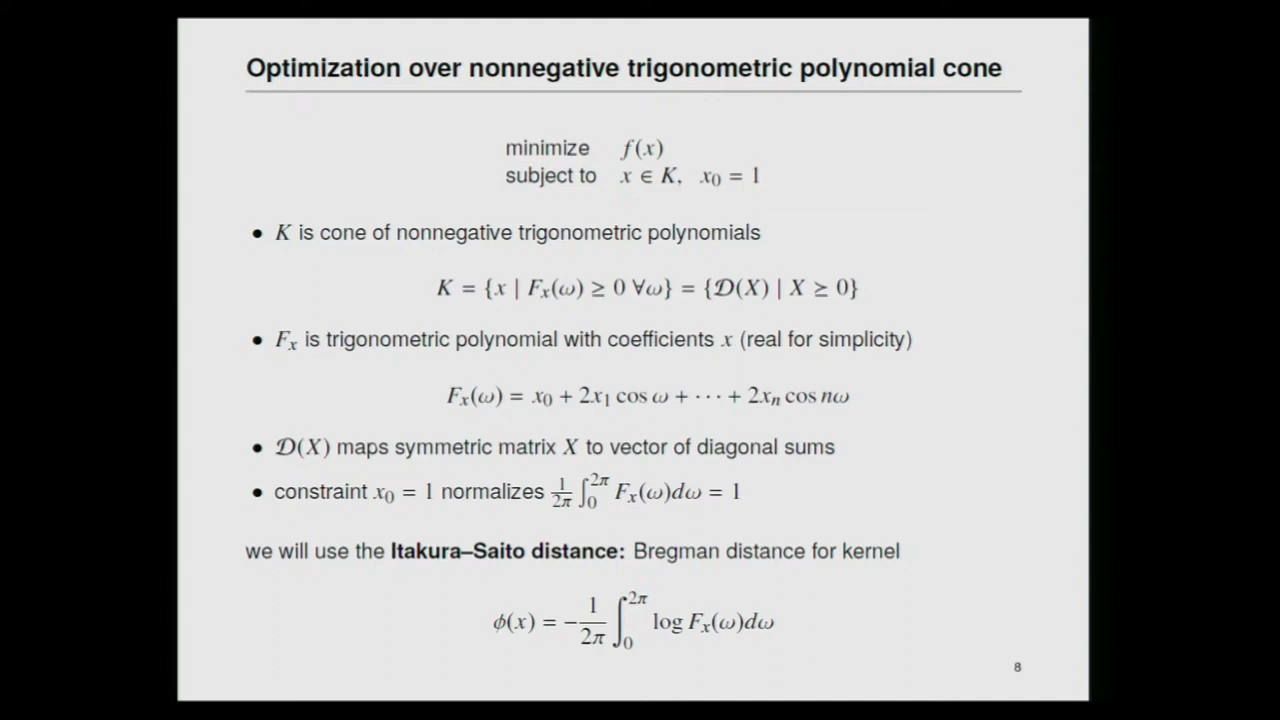 Optimization over nonnegative trigonometric polynomial cone
minimize f(x)
subject to x ∈ K, x₀ = 1
• K is cone of nonnegative trigonometric polynomials
K = {x | Fₓ(ω) ≥ 0 ∀ω} = {𝒟(X) | X ⪰ 0}
• Fₓ is trigonometric polynomial with coefficients x (real for simplicity)
Fₓ(ω) = x₀ + 2x₁ cos ω + ⋯ + 2xₙ cos nω
• 𝒟(X) maps symmetric matrix X to vector of diagonal sums
• constraint x₀ = 1 normalizes 1/2π ∫₀^2π Fₓ(ω)dω = 1
we will use the Itakura–Saito distance: Bregman distance for kernel
ϕ(x) = −1/2π ∫₀^2π log Fₓ(ω)dω
8